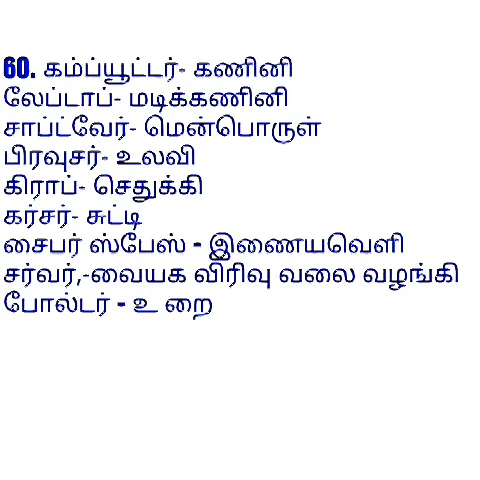 60. கம்ப்யூட்டர்- கணினி
லேப்டாப்- மடிக்கணினி
சாப்ட்வேர்- மென்பொருள்
பிரவுசர்- உலவி
கிராப்- செதுக்கி
கர்சர்- சுட்டி
சைபர் ஸ்பேஸ் - இணையவெளி
சர்வர்,-வையக விரிவு வலை வழங்கி
போல்டர் - உ றை